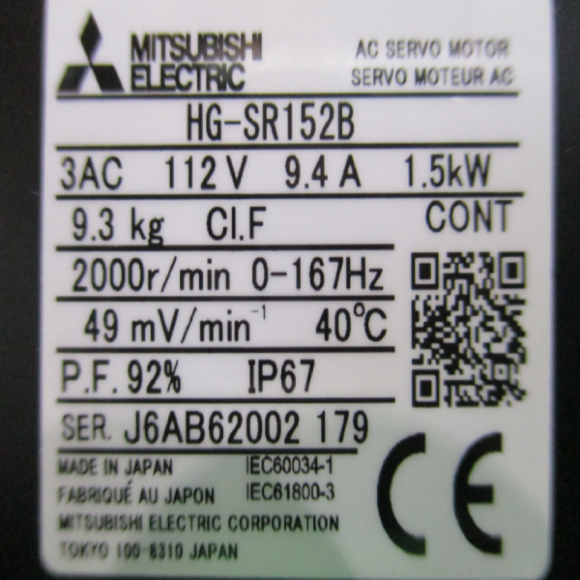 MITSUBISHI ELECTRIC
AC SERVO MOTOR
SERVO MOTEUR AC
HG-SR152B
3AC 112V 9.4A 1.5kW
9.3 kg Cl.F CONT
2000r/min 0-167Hz
49 mV/min⁻¹ 40℃
P.F. 92% IP67
SER. J6AB62002 179
MADE IN JAPAN IEC60034-1
FABRIQUÉ AU JAPON IEC61800-3
MITSUBISHI ELECTRIC CORPORATION
TOKYO 100-8310 JAPAN
CE